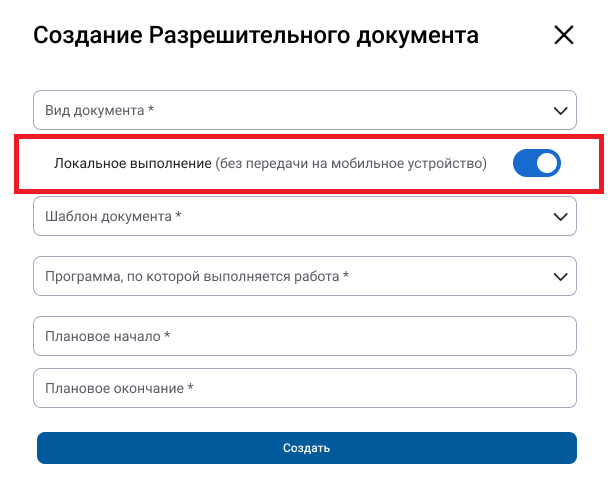 Создание Разрешительного документа
Вид документа *
Локальное выполнение (без передачи на мобильное устройство)
Шаблон документа *
Программа, по которой выполняется работа *
Плановое начало *
Плановое окончание *
Создать